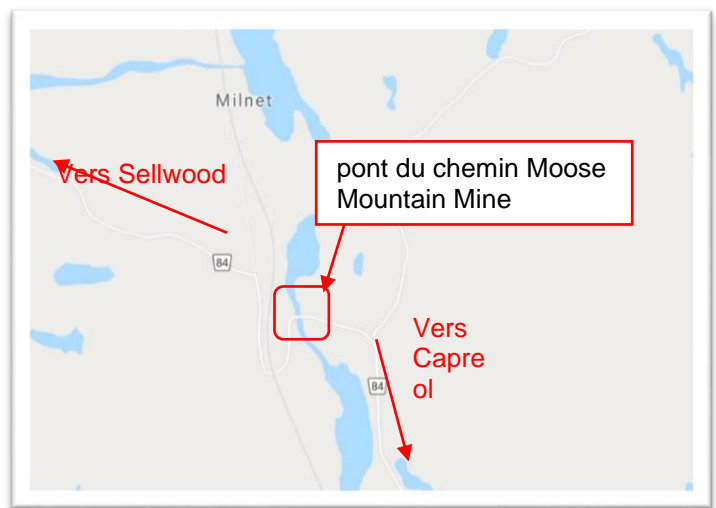 Milnet
Vers Sellwood
pont du chemin Moose
Mountain Mine
84
Vers
Capre
ol
84